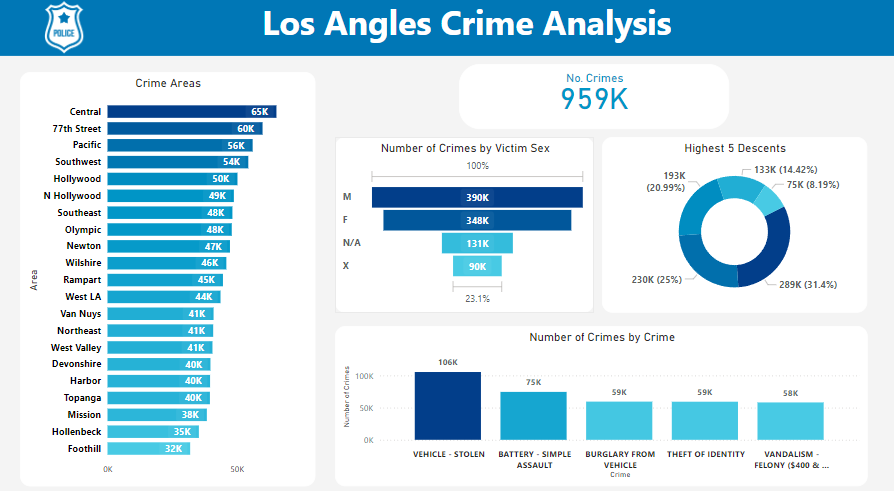 POLICE
Los Angles Crime Analysis
Crime Areas
Area
Central 65K
77th Street 60K
Pacific 56K
Southwest 54K
Hollywood 50K
N Hollywood 49K
Southeast 48K
Olympic 48K
Newton 47K
Wilshire 46K
Rampart 45K
West LA 44K
Van Nuys 41K
Northeast 41K
West Valley 41K
Devonshire 40K
Harbor 40K
Topanga 40K
Mission 38K
Hollenbeck 35K
Foothill 32K
0K 50K
No. Crimes
959K
Number of Crimes by Victim Sex
100%
M 390K
F 348K
N/A 131K
X 90K
23.1%
Highest 5 Descents
133K (14.42%)
75K (8.19%)
193K
(20.99%)
230K (25%)
289K (31.4%)
Number of Crimes by Crime
Number of Crimes
100K
50K
0K
106K
75K
59K
59K
58K
VEHICLE - STOLEN
BATTERY - SIMPLE
ASSAULT
BURGLARY FROM
VEHICLE
THEFT OF IDENTITY
VANDALISM -
FELONY ($400 & ...
Crime